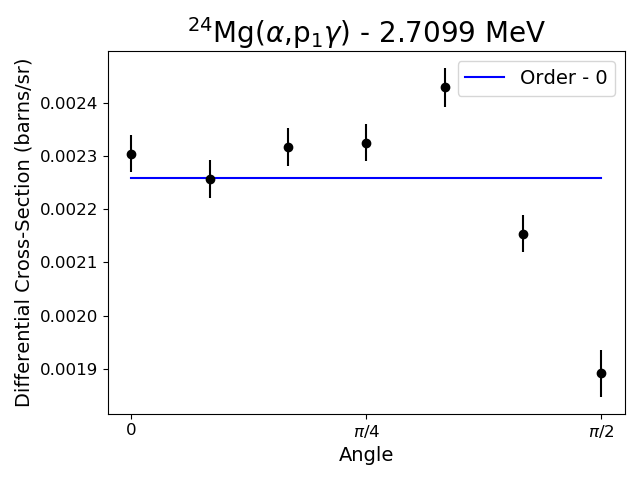 ²⁴Mg(α,p₁γ) - 2.7099 MeV
Differential Cross-Section (barns/sr)
Order - 0
0.0024
0.0023
0.0022
0.0021
0.0020
0.0019
0 π/4 π/2
Angle